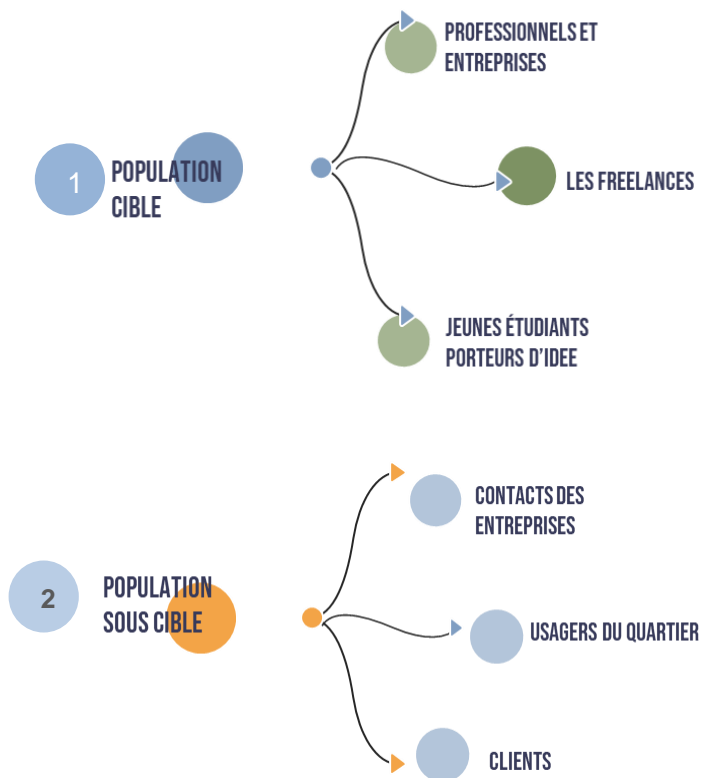 PROFESSIONNELS ET
ENTREPRISES
1
POPULATION
CIBLE
LES FREELANCES
JEUNES ÉTUDIANTS
PORTEURS D'IDEE
CONTACTS DES
ENTREPRISES
2
POPULATION
SOUS CIBLE
USAGERS DU QUARTIER
CLIENTS